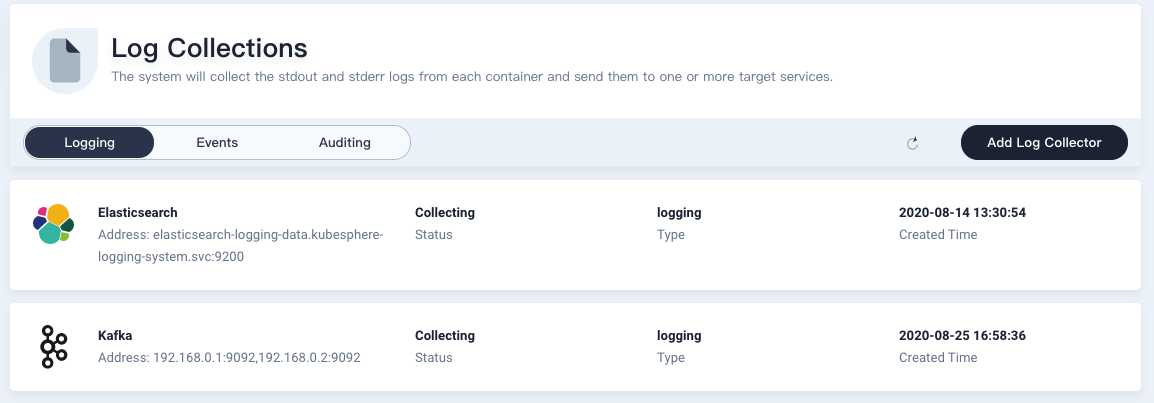 Log Collections
The system will collect the stdout and stderr logs from each container and send them to one or more target services.
Logging
Events
Auditing
Add Log Collector
Elasticsearch
Address: elasticsearch-logging-data.kubesphere-
logging-system.svc:9200
Collecting
Status
logging
Type
2020-08-14 13:30:54
Created Time
Kafka
Address: 192.168.0.1:9092,192.168.0.2:9092
Collecting
Status
logging
Type
2020-08-25 16:58:36
Created Time